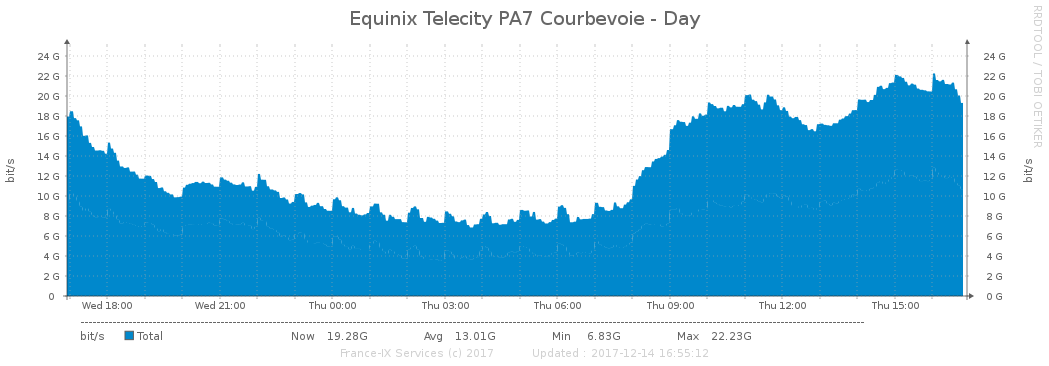 Equinix Telecity PA7 Courbevoie - Day
RRDTOOL / TOBI OETIKER
24 G 24 G
22 G 22 G
20 G 20 G
18 G 18 G
16 G 16 G
14 G 14 G
12 G 12 G
10 G 10 G
8 G 8 G
6 G 6 G
4 G 4 G
2 G 2 G
0 0 G
bit/s
bit/s
Wed 18:00 Wed 21:00 Thu 00:00 Thu 03:00 Thu 06:00 Thu 09:00 Thu 12:00 Thu 15:00
bit/s Total Now 19.28G Avg 13.01G Min 6.83G Max 22.23G
France-IX Services (c) 2017 Updated : 2017-12-14 16:55:12